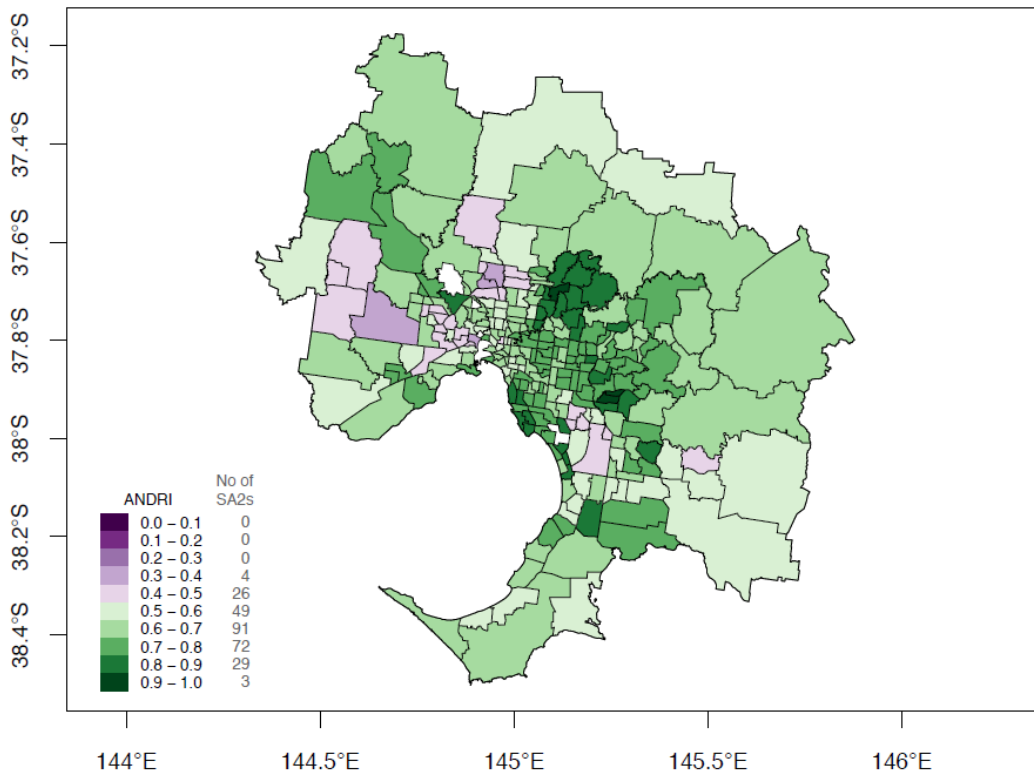 37.2°S
37.4°S
37.6°S
37.8°S
38°S
38.2°S
38.4°S
ANDRI No of SA2s
0.0 – 0.1 0
0.1 – 0.2 0
0.2 – 0.3 0
0.3 – 0.4 4
0.4 – 0.5 26
0.5 – 0.6 49
0.6 – 0.7 91
0.7 – 0.8 72
0.8 – 0.9 29
0.9 – 1.0 3
144°E 144.5°E 145°E 145.5°E 146°E